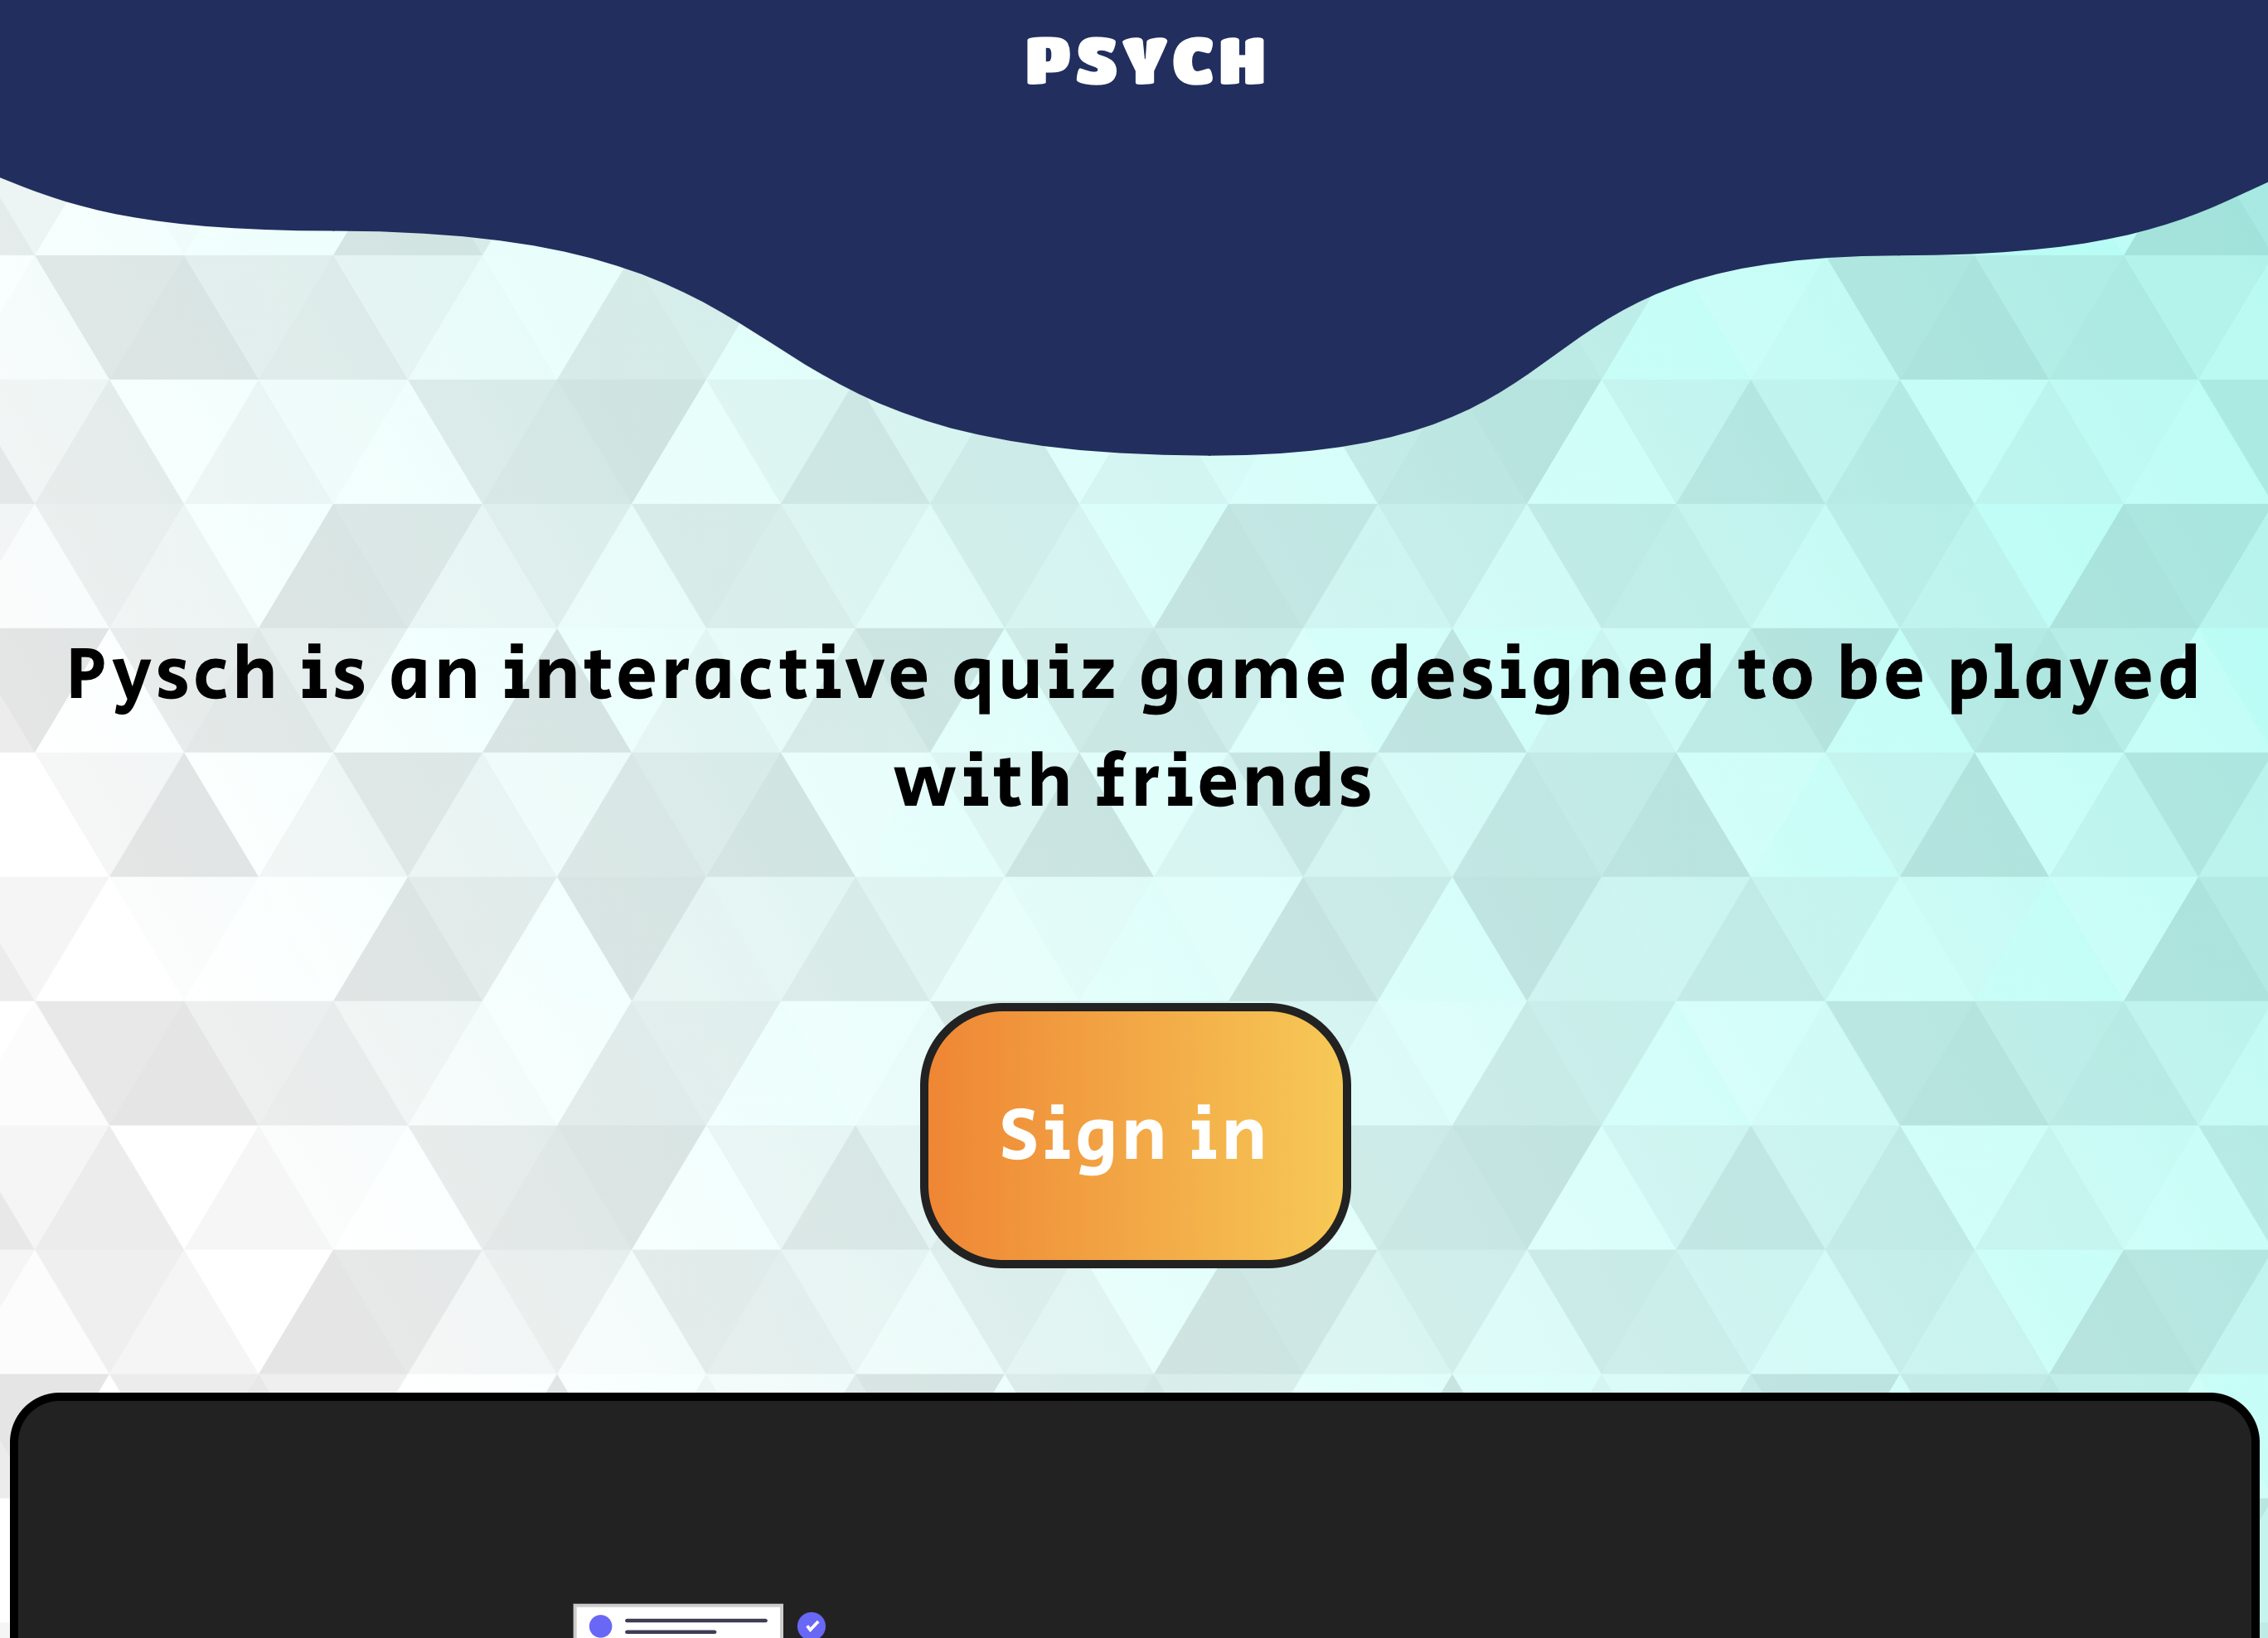 PSYCH
Pysch is an interactive quiz game designed to be played
with friends
Sign in